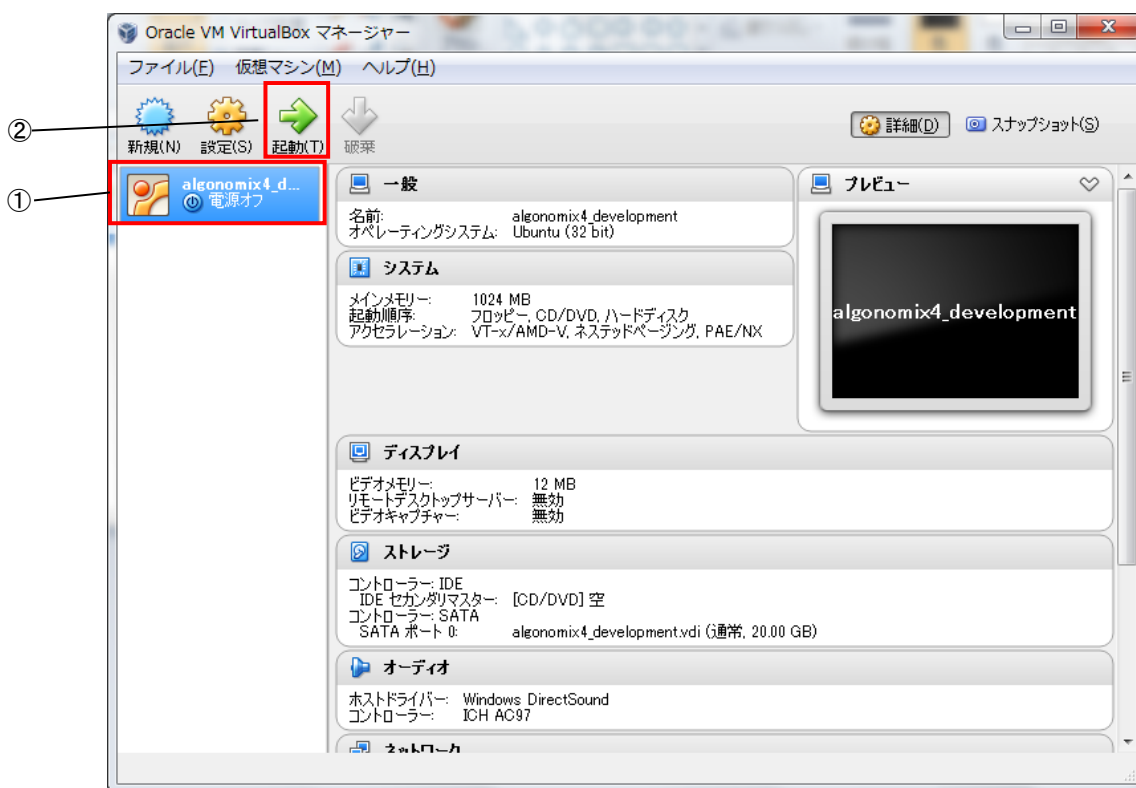 Oracle VM VirtualBox マネージャー
ファイル(F) 仮想マシン(M) ヘルプ(H)
②
新規(N) 設定(S) 起動(T) 破棄
詳細(D) スナップショット(S)
①
algonomix4_d...
電源オフ
一般
名前: algonomix4_development
オペレーティングシステム: Ubuntu (32 bit)
プレビュー
algonomix4_development
システム
メインメモリー: 1024 MB
起動順序: フロッピー, CD/DVD, ハードディスク
アクセラレーション: VT-x/AMD-V, ネステッドページング, PAE/NX
ディスプレイ
ビデオメモリー: 12 MB
リモートデスクトップサーバー: 無効
ビデオキャプチャー: 無効
ストレージ
コントローラー: IDE
IDE セカンダリマスター: [CD/DVD] 空
コントローラー: SATA
SATA ポート 0: algonomix4_development.vdi (通常, 20.00 GB)
オーディオ
ホストドライバー: Windows DirectSound
コントローラー: ICH AC97
ネットワーク